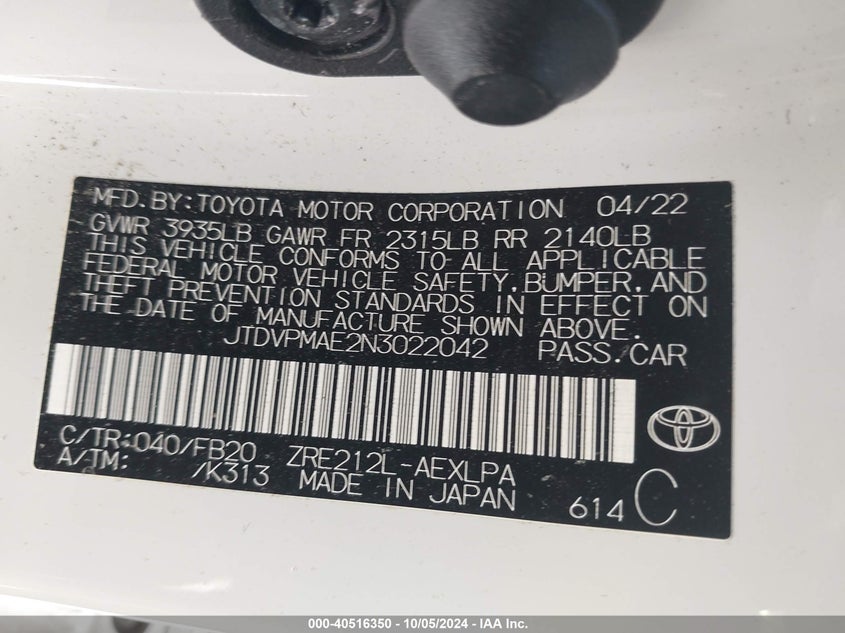 MFD. BY: TOYOTA MOTOR CORPORATION 04/22
GVWR 3935LB GAWR FR 2315LB RR 2140LB
THIS VEHICLE CONFORMS TO ALL APPLICABLE
FEDERAL MOTOR VEHICLE SAFETY, BUMPER, AND
THEFT PREVENTION STANDARDS IN EFFECT ON
THE DATE OF MANUFACTURE SHOWN ABOVE.
JTDVPMAE2N3022042 PASS. CAR
C/TR: 040/FB20 ZRE212L-AEXLPA
A/TM: /K313 MADE IN JAPAN
614 C
000-40516350 - 10/05/2024 - IAA Inc.